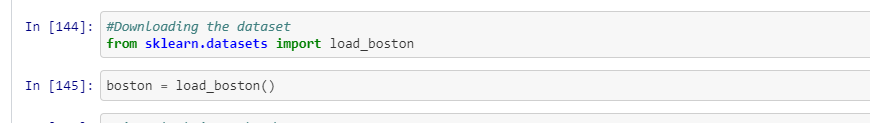 In [144]: #Downloading the dataset
from sklearn.datasets import load_boston
In [145]: boston = load_boston()